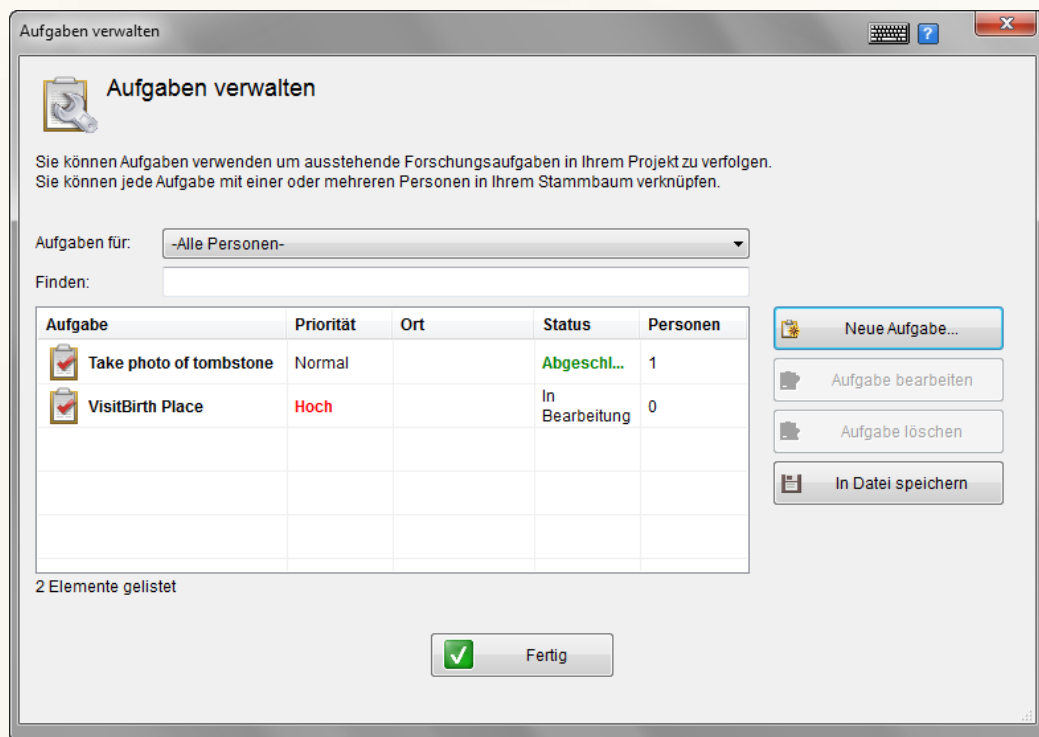 Aufgaben verwalten
?
X
Aufgaben verwalten
Sie können Aufgaben verwenden um ausstehende Forschungsaufgaben in Ihrem Projekt zu verfolgen.
Sie können jede Aufgabe mit einer oder mehreren Personen in Ihrem Stammbaum verknüpfen.
Aufgaben für: -Alle Personen-
Finden:
Aufgabe Priorität Ort Status Personen
Take photo of tombstone Normal Abgeschl... 1
VisitBirth Place Hoch In Bearbeitung 0
Neue Aufgabe...
Aufgabe bearbeiten
Aufgabe löschen
In Datei speichern
2 Elemente gelistet
Fertig